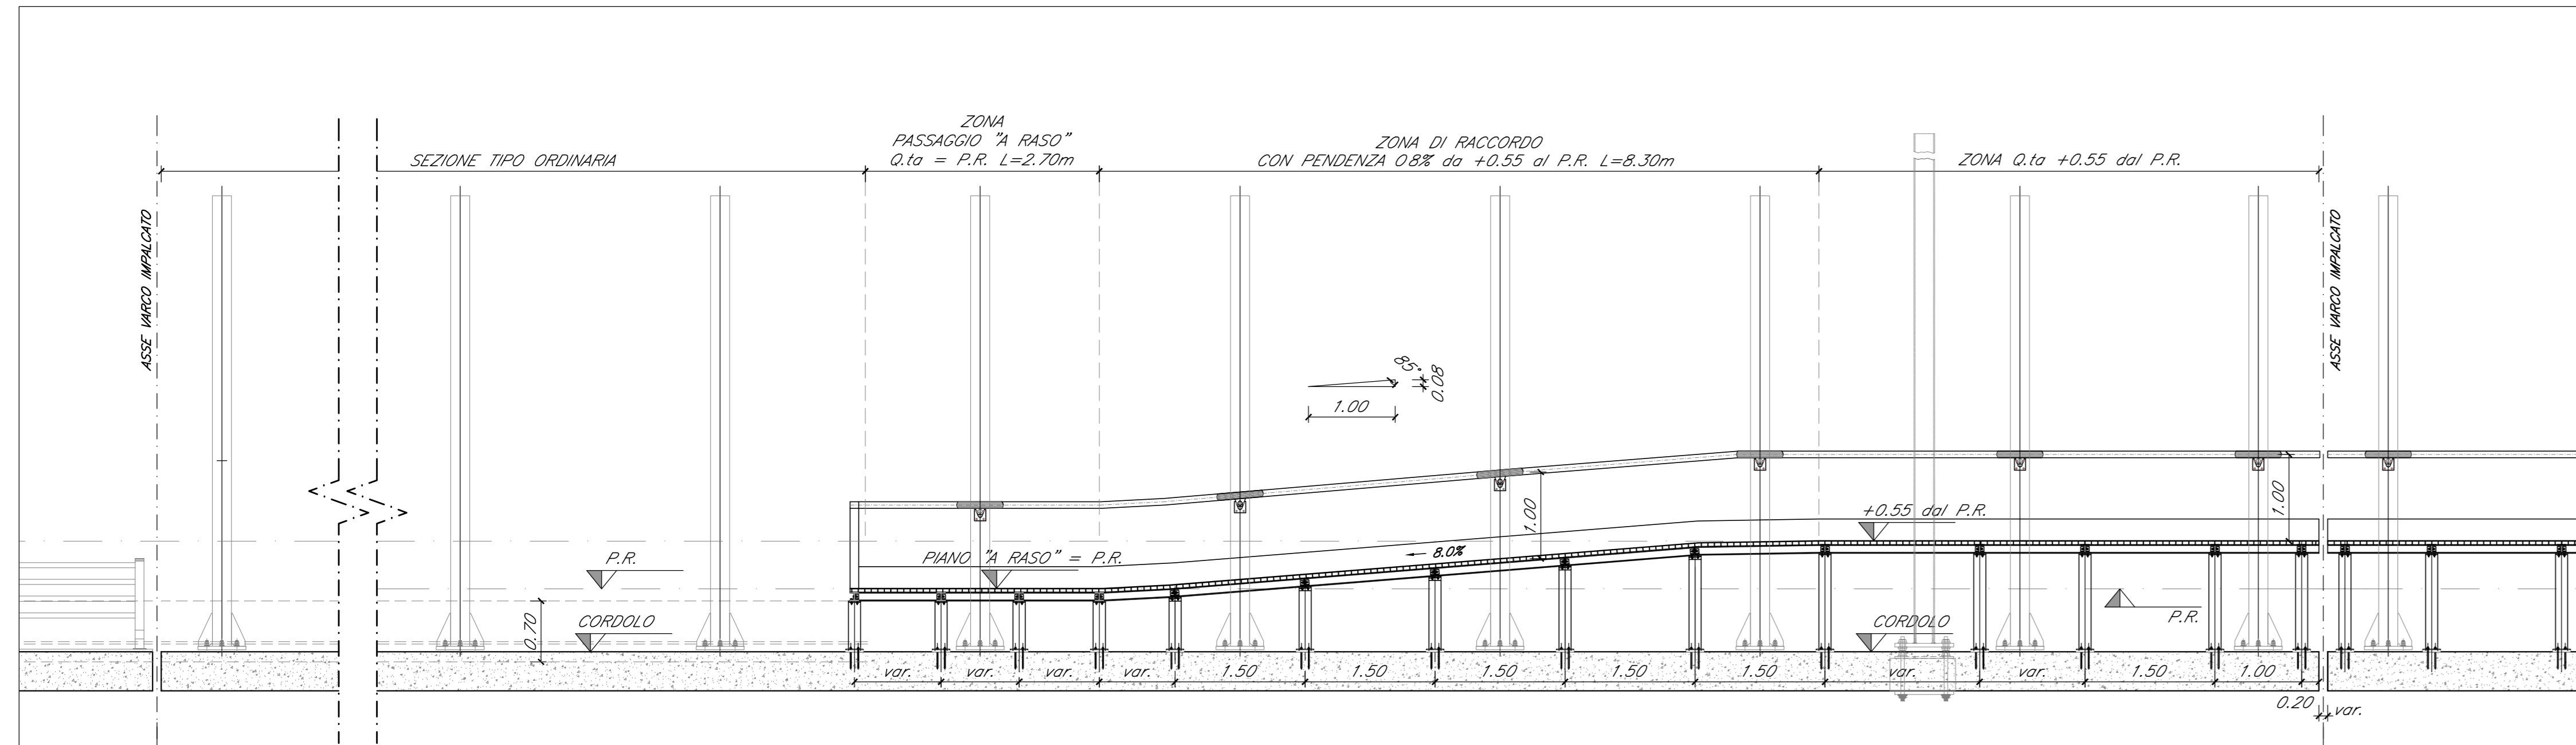 ZONA
PASSAGGIO "A RASO"
Q.ta = P.R. L=2.70m
SEZIONE TIPO ORDINARIA
ZONA DI RACCORDO
CON PENDENZA 08% da +0.55 al P.R. L=8.30m
ZONA Q.ta +0.55 dal P.R.
ASSE VARCO IMPALCATO
ASSE VARCO IMPALCATO
85°
0.08
1.00
1.00
1.00
+0.55 dal P.R.
8.0%
P.R.
PIANO "A RASO" = P.R.
0.70
CORDOLO
CORDOLO
P.R.
var.
var.
var.
var.
1.50
1.50
1.50
1.50
1.50
var.
var.
1.50
1.00
0.20
var.